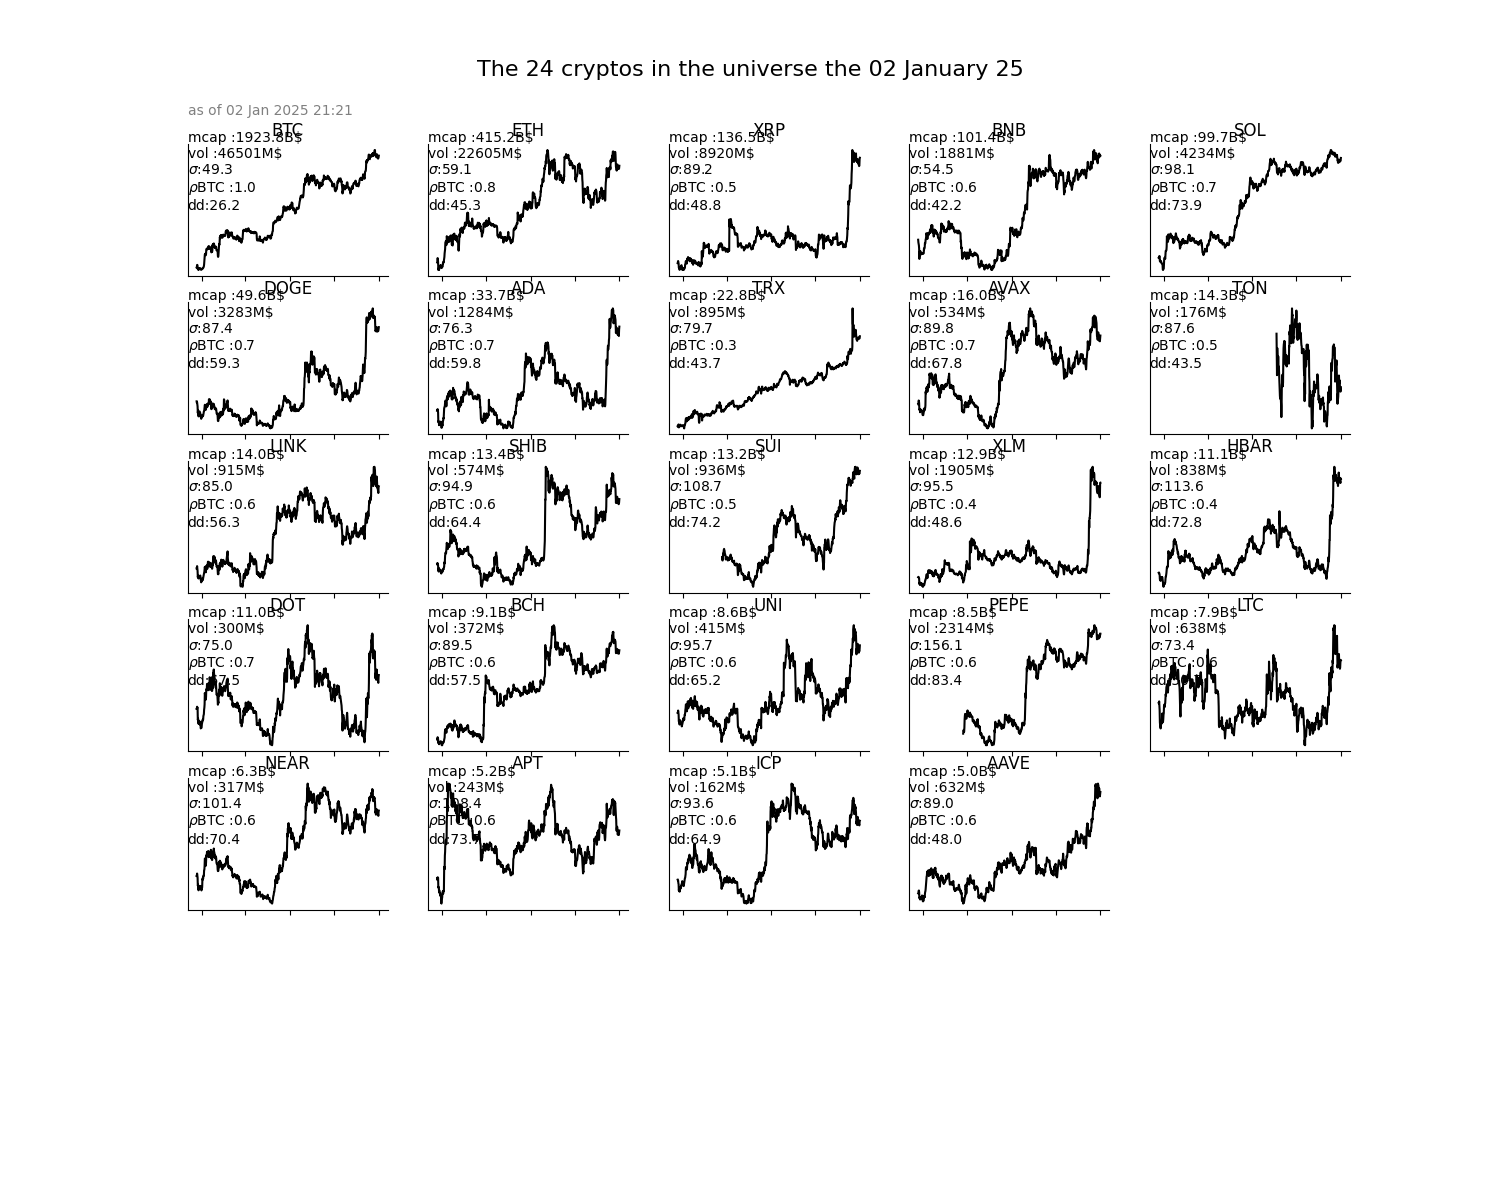 The 24 cryptos in the universe the 02 January 25
as of 02 Jan 2025 21:21
BTC
mcap :1923.8B$
vol :46501M$
σ:49.3
ρBTC :1.0
dd:26.2
ETH
mcap :415.2B$
vol :22605M$
σ:59.1
ρBTC :0.8
dd:45.3
XRP
mcap :136.5B$
vol :8920M$
σ:89.2
ρBTC :0.5
dd:48.8
BNB
mcap :101.4B$
vol :1881M$
σ:54.5
ρBTC :0.6
dd:42.2
SOL
mcap :99.7B$
vol :4234M$
σ:98.1
ρBTC :0.7
dd:73.9
DOGE
mcap :49.6B$
vol :3283M$
σ:87.4
ρBTC :0.7
dd:59.3
ADA
mcap :33.7B$
vol :1284M$
σ:76.3
ρBTC :0.7
dd:59.8
TRX
mcap :22.8B$
vol :895M$
σ:79.7
ρBTC :0.3
dd:43.7
AVAX
mcap :16.0B$
vol :534M$
σ:89.8
ρBTC :0.7
dd:67.8
TON
mcap :14.3B$
vol :176M$
σ:87.6
ρBTC :0.5
dd:43.5
LINK
mcap :14.0B$
vol :915M$
σ:85.0
ρBTC :0.6
dd:56.3
SHIB
mcap :13.4B$
vol :574M$
σ:94.9
ρBTC :0.6
dd:64.4
SUI
mcap :13.2B$
vol :936M$
σ:108.7
ρBTC :0.5
dd:74.2
XLM
mcap :12.9B$
vol :1905M$
σ:95.5
ρBTC :0.4
dd:48.6
HBAR
mcap :11.1B$
vol :838M$
σ:113.6
ρBTC :0.4
dd:72.8
DOT
mcap :11.0B$
vol :300M$
σ:75.0
ρBTC :0.7
BCH
mcap :9.1B$
vol :372M$
σ:89.5
ρBTC :0.6
dd:57.5
UNI
mcap :8.6B$
vol :415M$
σ:95.7
ρBTC :0.6
dd:65.2
PEPE
mcap :8.5B$
vol :2314M$
σ:156.1
ρBTC :0.6
dd:83.4
LTC
mcap :7.9B$
vol :638M$
σ:73.4
ρBTC :0.6
NEAR
mcap :6.3B$
vol :317M$
σ:101.4
ρBTC :0.6
dd:70.4
APT
mcap :5.2B$
vol :243M$
σ:108.4
ρBTC :0.6
ICP
mcap :5.1B$
vol :162M$
σ:93.6
ρBTC :0.6
dd:64.9
AAVE
mcap :5.0B$
vol :632M$
σ:89.0
ρBTC :0.6
dd:48.0